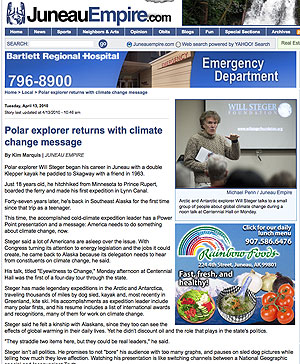 JuneauEmpire.com
Home News Sports Neighbors & Arts Opinion Obits Blogs Fun Special Sections Archives
SEARCH: go Juneauempire.com Web search powered by YAHOO! Search
Bartlett Regional Hospital
796-8900
Emergency
Department
Home > Local > Polar explorer returns with climate change message
Tuesday, April 13, 2010
Story last updated at 4/13/2010 - 10:46 am
Polar explorer returns with climate
change message
By Kim Marquis | JUNEAU EMPIRE
Polar explorer Will Steger began his career in Juneau with a double
Klepper kayak he paddled to Skagway with a friend in 1963.
Just 18 years old, he hitchhiked from Minnesota to Prince Rupert,
boarded the ferry and made his first expedition in Lynn Canal.
Forty-seven years later, he's back in Southeast Alaska for the first time
since that trip as a teenager.
This time, the accomplished cold-climate expedition leader has a Power
Point presentation and a message: America needs to do something
about climate change, now.
Steger said a lot of Americans are asleep over the issue. With
Congress turning its attention to energy legislation and the jobs it could
create, he came back to Alaska because its delegation needs to hear
from constituents on climate change, he said.
His talk, titled "Eyewitness to Change," Monday afternoon at Centennial
Hall was the first of a four-day tour through the state.
Steger has made legendary expeditions in the Arctic and Antarctica,
traveling thousands of miles by dog sled, kayak and, most recently in
Greenland, kite ski. His accomplishments as expedition leader include
many polar firsts, and his resume includes a list of international awards
and recognitions, many of them for work on climate change.
Steger said he felt a kinship with Alaskans, since they too can see the
effects of global warming in their daily lives. Yet he didn't discount oil and the role that plays in the state's politics.
"They straddle two items here, but they could be real leaders," he said.
Steger isn't all politics. He promises to not "bore" his audience with too many graphs, and pauses on sled dog pictures while
telling how much they love affection. Watching his presentation is like switching channels between a National Geographic
WILL STEGER
FOUNDATION
Michael Penn / Juneau Empire
Arctic and Antarctic explorer Will Steger talks to a small
group of people about global climate change during a
noon talk at Centennial Hall on Monday.
Click for our daily
lunch menu
907.586.6476
Rainbow Foods
224 4th Street, Juneau, AK 99801
Fast, fresh, and
healthy!